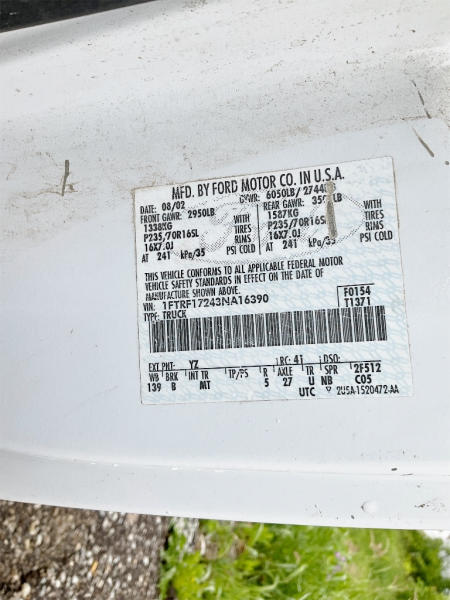 MFD. BY FORD MOTOR CO. IN U.S.A.
DATE: 08/02 GVWR: 6050LB/
FRONT GAWR: 2950LB REAR GAWR: LB
1338KG WITH 1587KG WITH
P235/70R16SL TIRES P235/70R16SL TIRES
16X7.0J RIMS 16X7.0J RIMS
AT 241 kPa/35 PSI COLD AT 241 kPa/35 PSI COLD
THIS VEHICLE CONFORMS TO ALL APPLICABLE FEDERAL MOTOR
VEHICLE SAFETY STANDARDS IN EFFECT ON THE DATE OF
MANUFACTURE SHOWN ABOVE.
VIN: 1FTRF17243NA16390 F0154
TYPE: TRUCK T1371
EXT PNT: YZ RC: 41 DSO:
WB BRK INT TR TP/PS R AXLE TR SPR 2F512
139 B MT 5 27 U NB C05
UTC 2U5A-1520472-AA